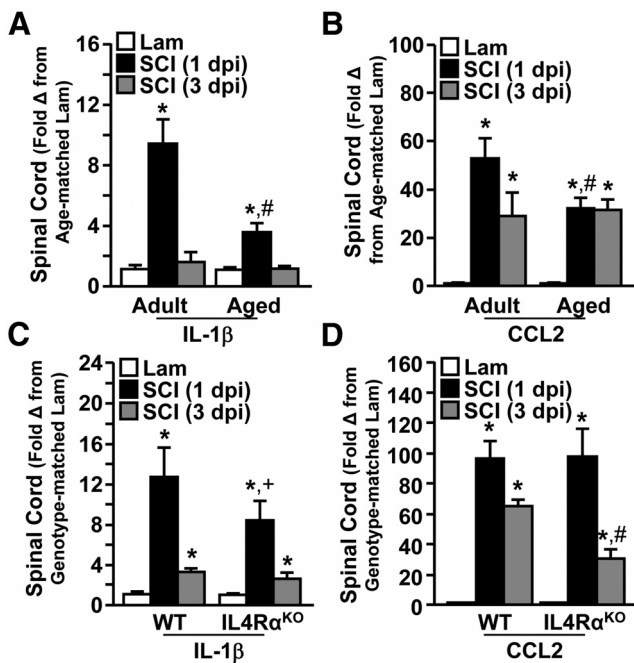 A
Spinal Cord (Fold Δ from
Age-matched Lam)
16
12
8
4
0
Lam
SCI (1 dpi)
SCI (3 dpi)
*
*,#
Adult
Aged
IL-1β
B
Spinal Cord (Fold Δ
from Age-matched Lam)
100
80
60
40
20
0
Lam
SCI (1 dpi)
SCI (3 dpi)
*
*
*,#
*
Adult
Aged
CCL2
C
Spinal Cord (Fold Δ from
Genotype-matched Lam)
24
20
16
12
8
4
0
Lam
SCI (1 dpi)
SCI (3 dpi)
*
*
*,+
*
WT
IL4Rα^KO
IL-1β
D
Spinal Cord (Fold Δ from
Genotype-matched Lam)
160
140
120
100
80
60
40
20
0
Lam
SCI (1 dpi)
SCI (3 dpi)
*
*
*
*,#
WT
IL4Rα^KO
CCL2